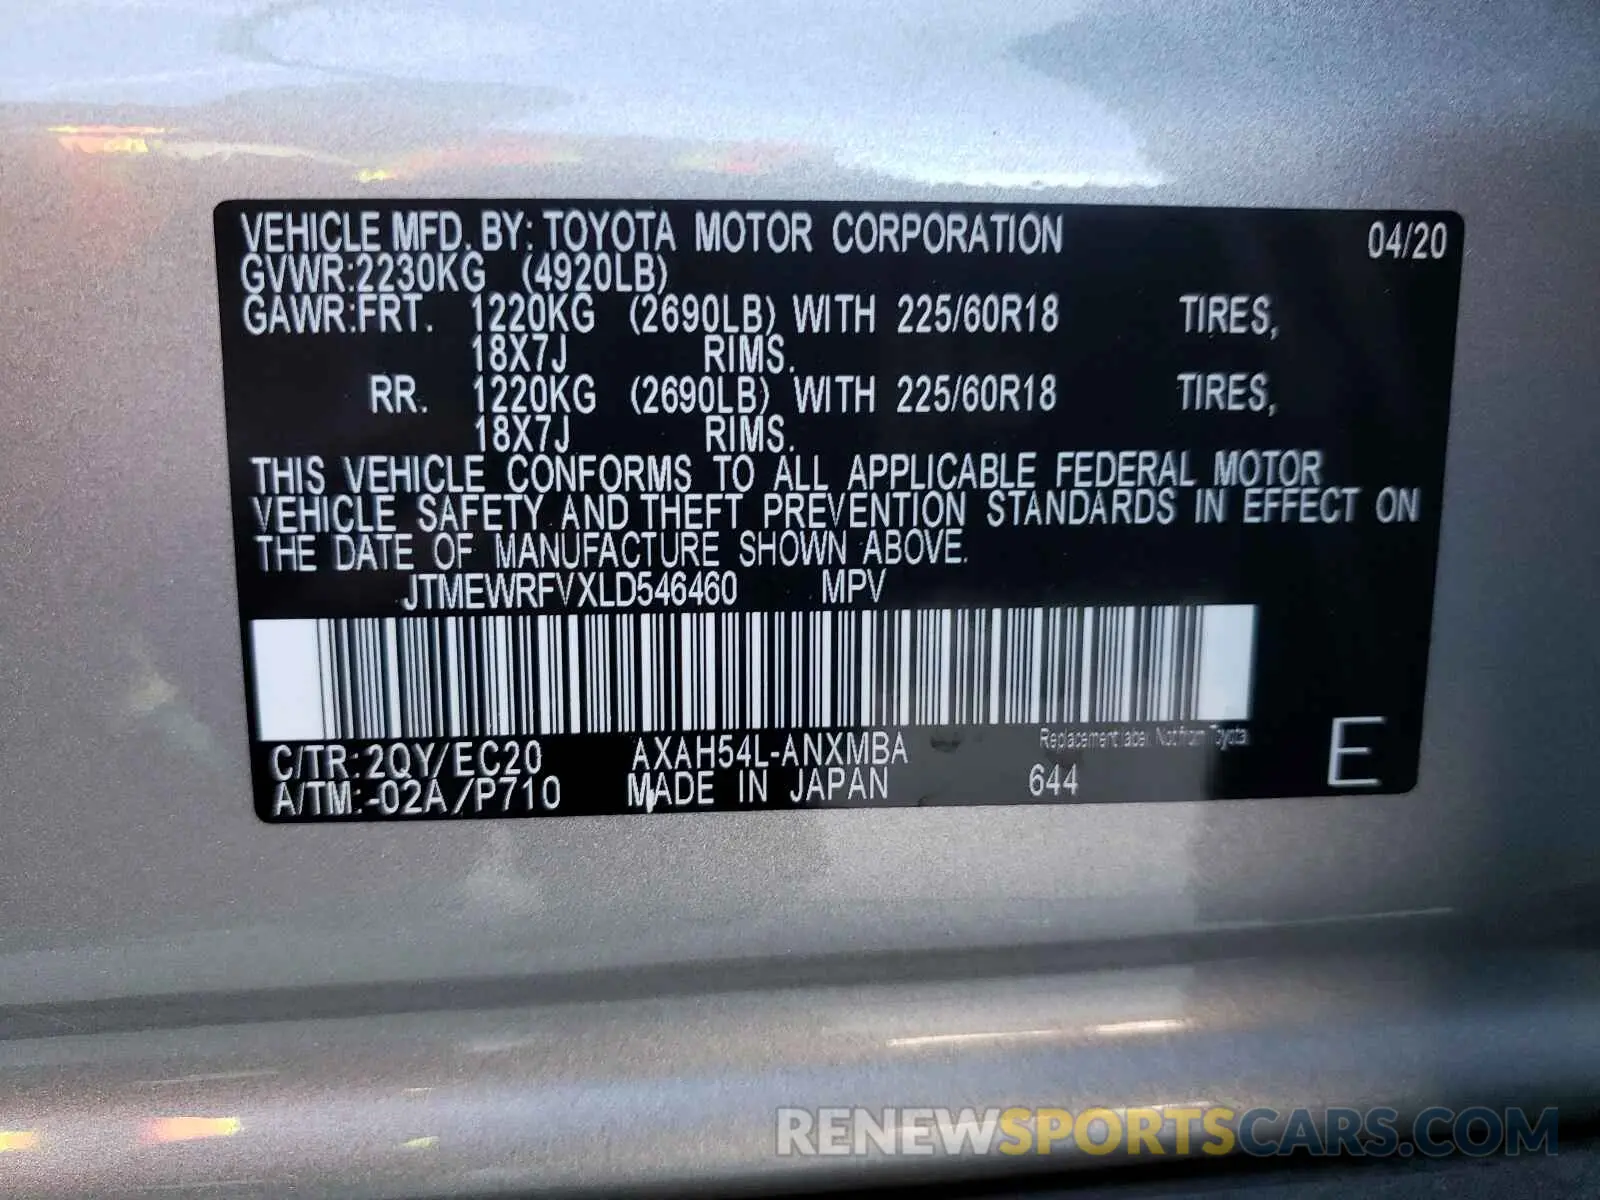 VEHICLE MFD. BY: TOYOTA MOTOR CORPORATION 04/20
GVWR:2230KG (4920LB)
GAWR:FRT. 1220KG (2690LB) WITH 225/60R18 TIRES,
18X7J RIMS.
RR. 1220KG (2690LB) WITH 225/60R18 TIRES,
18X7J RIMS.
THIS VEHICLE CONFORMS TO ALL APPLICABLE FEDERAL MOTOR
VEHICLE SAFETY AND THEFT PREVENTION STANDARDS IN EFFECT ON
THE DATE OF MANUFACTURE SHOWN ABOVE.
JTMEWRFVXLD546460 MPV
Replacement label Not from Toyota
C/TR:2QY/EC20 AXAH54L-ANXMBA
A/TM:-02A/P710 MADE IN JAPAN 644 E
RENEWSPORTSCARS.COM